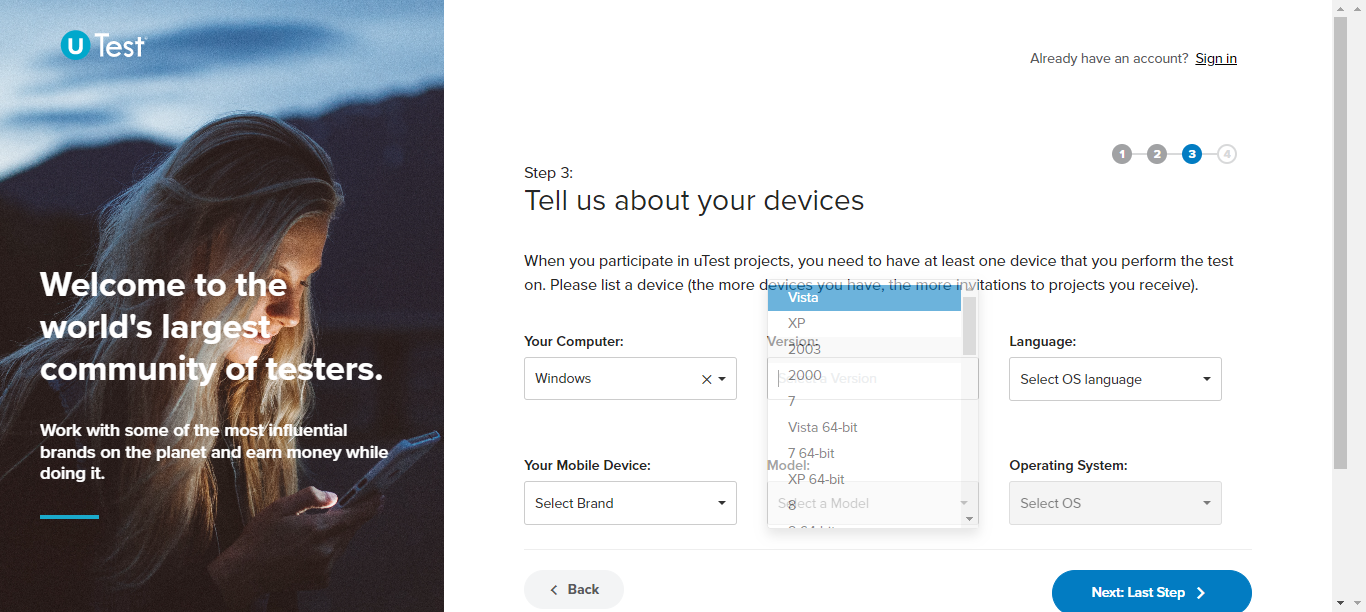 uTest
Already have an account? Sign in
1 2 3 4
Step 3:
Tell us about your devices
When you participate in uTest projects, you need to have at least one device that you perform the test
on. Please list a device (the more devices you have, the more invitations to projects you receive).
Welcome to the
world's largest
community of testers.
Work with some of the most influential
brands on the planet and earn money while
doing it.
Your Computer:
Windows
Version:
Select a Version
Vista
XP
2003
2000
7
Vista 64-bit
7 64-bit
XP 64-bit
8
Language:
Select OS language
Your Mobile Device:
Select Brand
Model:
Select a Model
Operating System:
Select OS
Back
Next: Last Step